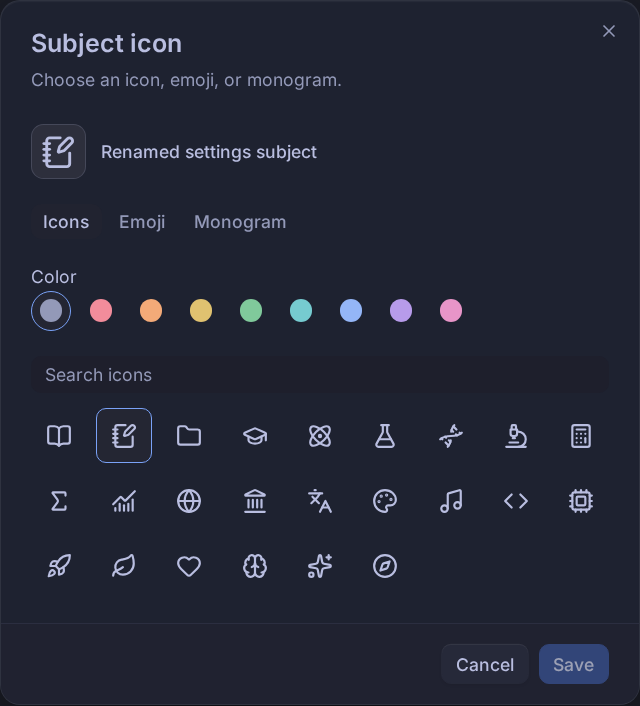 Subject icon
Choose an icon, emoji, or monogram.
Renamed settings subject
Icons Emoji Monogram
Color
Search icons
Cancel Save